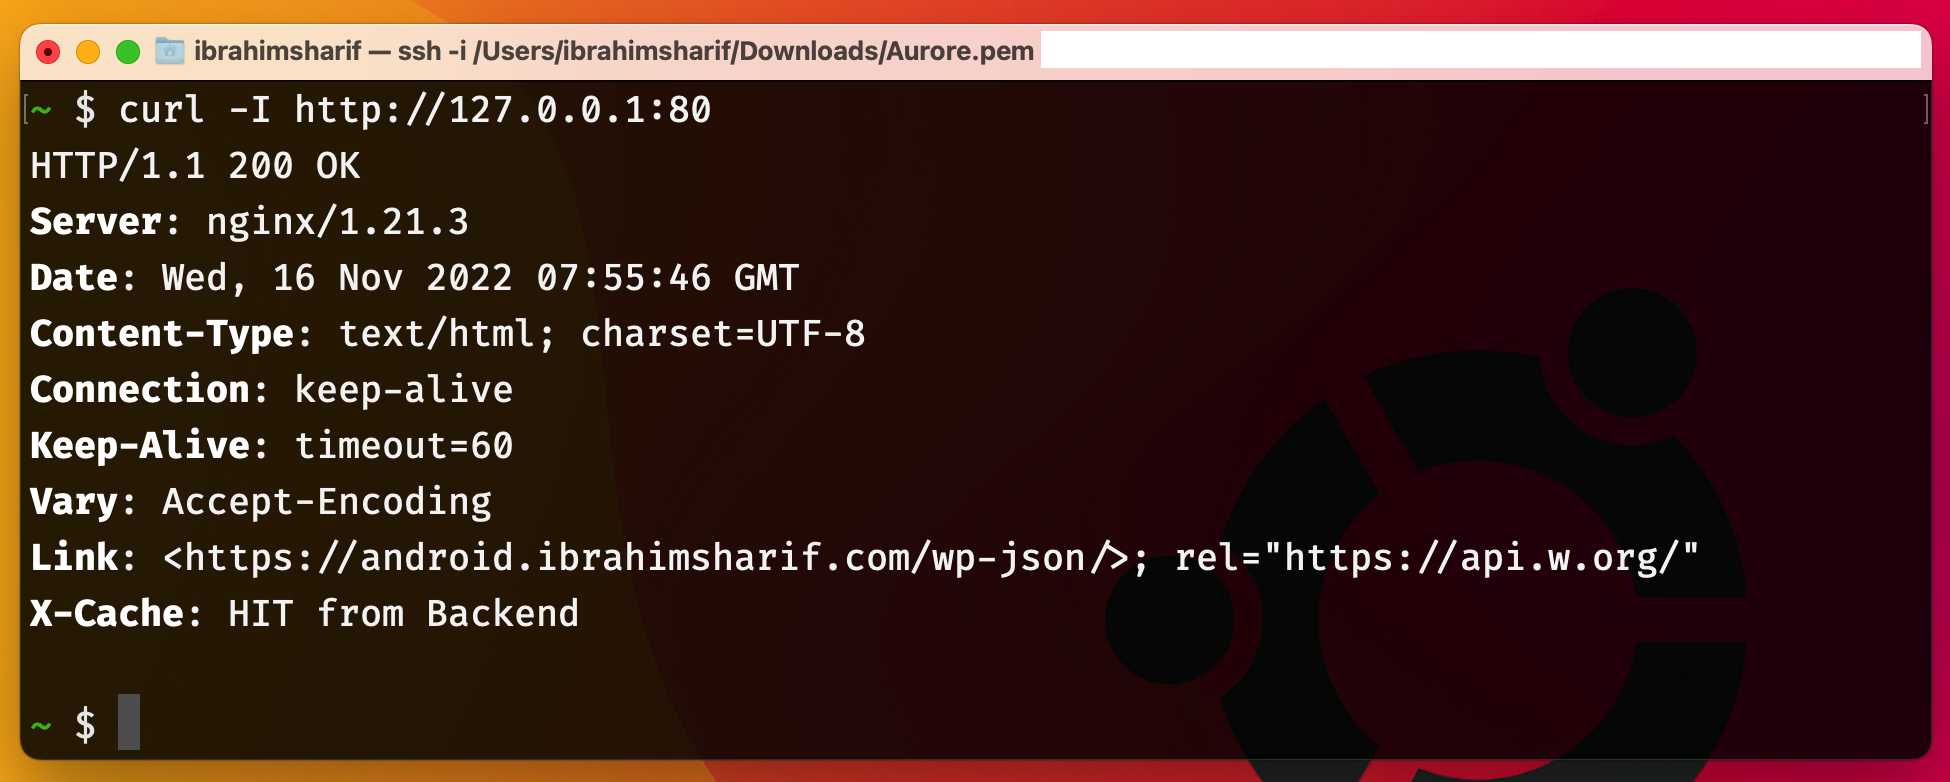 ibrahimsharif — ssh -i /Users/ibrahimsharif/Downloads/Aurore.pem
[~ $ curl -I http://127.0.0.1:80 ]
HTTP/1.1 200 OK
Server: nginx/1.21.3
Date: Wed, 16 Nov 2022 07:55:46 GMT
Content-Type: text/html; charset=UTF-8
Connection: keep-alive
Keep-Alive: timeout=60
Vary: Accept-Encoding
Link: <https://android.ibrahimsharif.com/wp-json/>; rel="https://api.w.org/"
X-Cache: HIT from Backend
~ $